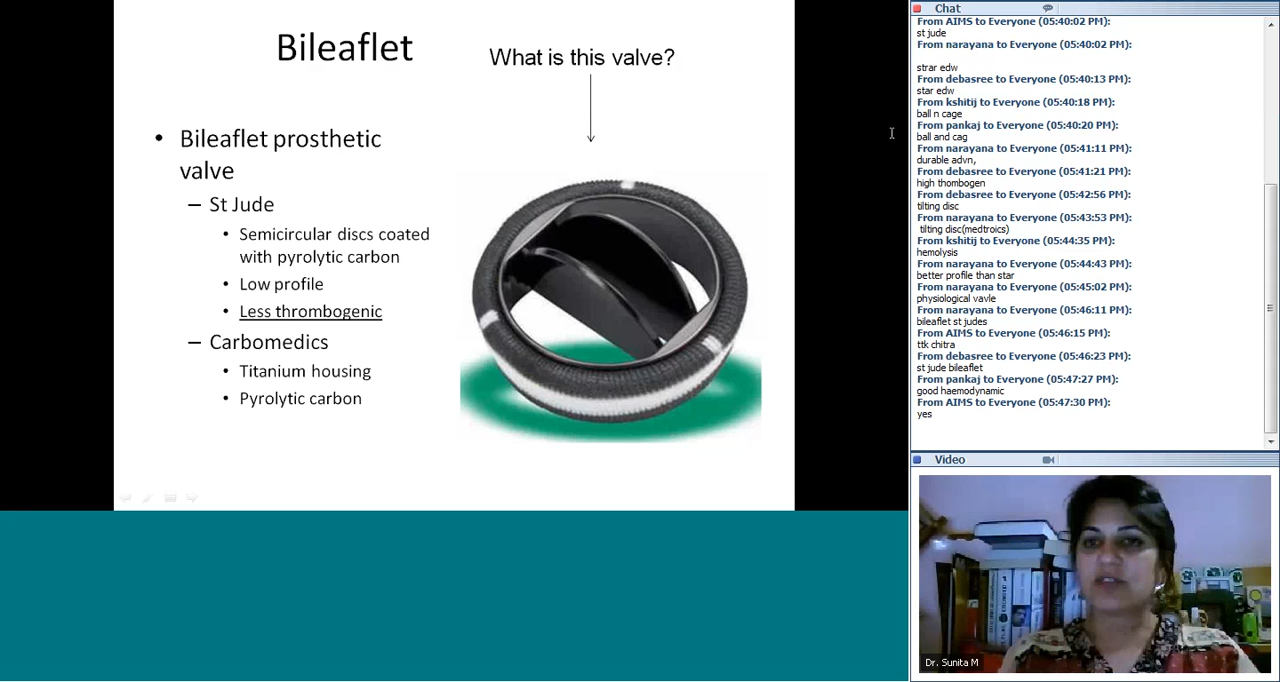 Bileaflet
What is this valve?
• Bileaflet prosthetic
valve
– St Jude
• Semicircular discs coated
with pyrolytic carbon
• Low profile
• Less thrombogenic
– Carbomedics
• Titanium housing
• Pyrolytic carbon
Chat
From AIMS to Everyone (05:40:02 PM):
st jude
From narayana to Everyone (05:40:02 PM):
strar edw
From debasree to Everyone (05:40:13 PM):
star edw
From kshitij to Everyone (05:40:18 PM):
ball n cage
From pankaj to Everyone (05:40:20 PM):
ball and cag
From narayana to Everyone (05:41:11 PM):
durable advn,
From debasree to Everyone (05:41:21 PM):
high thombogen
From debasree to Everyone (05:42:56 PM):
tilting disc
From narayana to Everyone (05:43:53 PM):
tilting disc(medtroics)
From kshitij to Everyone (05:44:35 PM):
hemolysis
From narayana to Everyone (05:44:43 PM):
better profile than star
From narayana to Everyone (05:45:02 PM):
physiological vavle
From narayana to Everyone (05:46:11 PM):
bileaflet st judes
From AIMS to Everyone (05:46:15 PM):
ttk chitra
From debasree to Everyone (05:46:23 PM):
st jude bileaflet
From pankaj to Everyone (05:47:27 PM):
good haemodynamic
From AIMS to Everyone (05:47:30 PM):
yes
Video
Dr. Sunita M